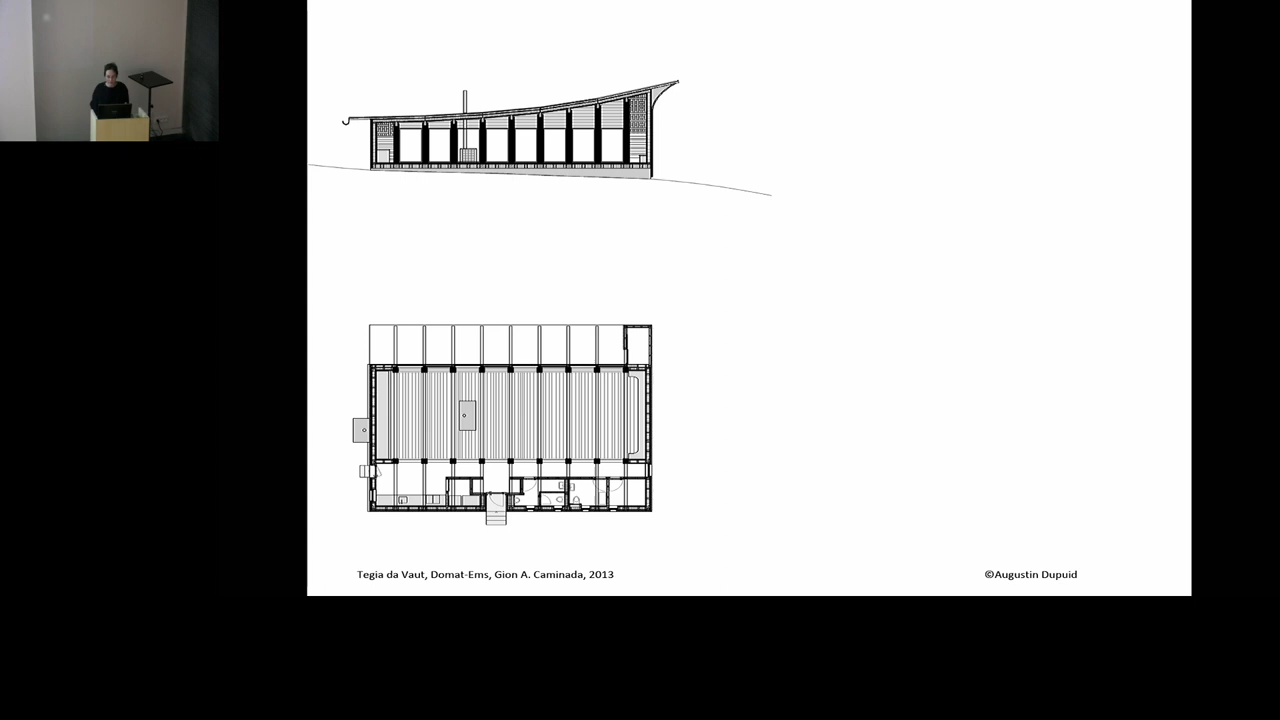 Tegia da Vaut, Domat-Ems, Gion A. Caminada, 2013
©Augustin Dupuid